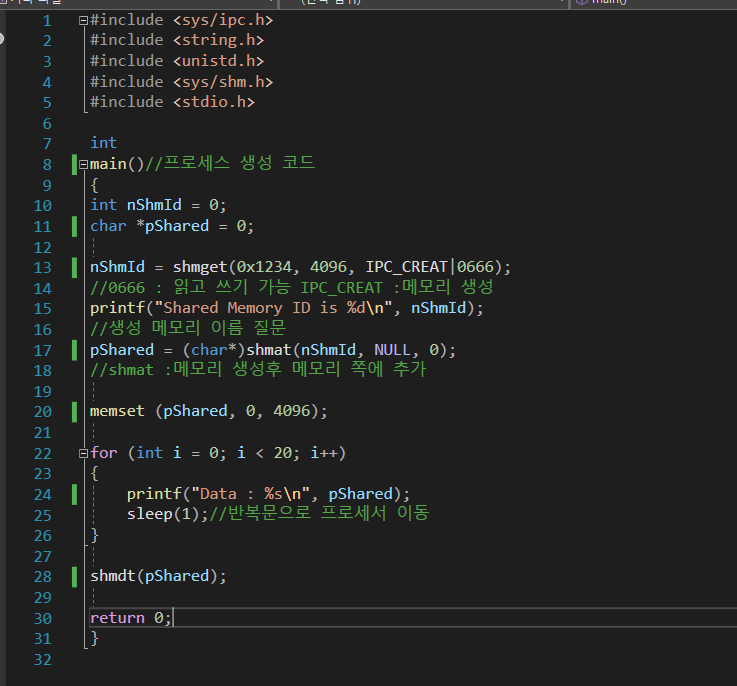 main()
1 #include <sys/ipc.h>
2 #include <string.h>
3 #include <unistd.h>
4 #include <sys/shm.h>
5 #include <stdio.h>
6
7 int
8 main()//프로세스 생성 코드
9 {
10 int nShmId = 0;
11 char *pShared = 0;
12
13 nShmId = shmget(0x1234, 4096, IPC_CREAT|0666);
14 //0666 : 읽고 쓰기 가능 IPC_CREAT :메모리 생성
15 printf("Shared Memory ID is %d\n", nShmId);
16 //생성 메모리 이름 질문
17 pShared = (char*)shmat(nShmId, NULL, 0);
18 //shmat :메모리 생성후 메모리 쪽에 추가
19
20 memset (pShared, 0, 4096);
21
22 for (int i = 0; i < 20; i++)
23 {
24 printf("Data : %s\n", pShared);
25 sleep(1);//반복문으로 프로세서 이동
26 }
27
28 shmdt(pShared);
29
30 return 0;
31 }
32